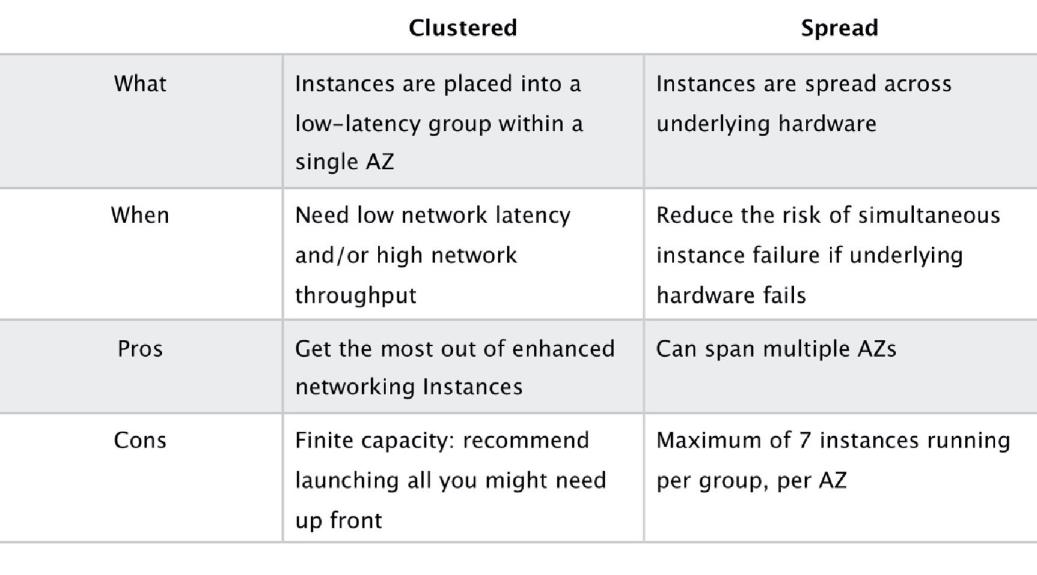 Clustered Spread
What
Instances are placed into a
low-latency group within a
single AZ
Instances are spread across
underlying hardware
When
Need low network latency
and/or high network
throughput
Reduce the risk of simultaneous
instance failure if underlying
hardware fails
Pros
Get the most out of enhanced
networking Instances
Can span multiple AZs
Cons
Finite capacity: recommend
launching all you might need
up front
Maximum of 7 instances running
per group, per AZ